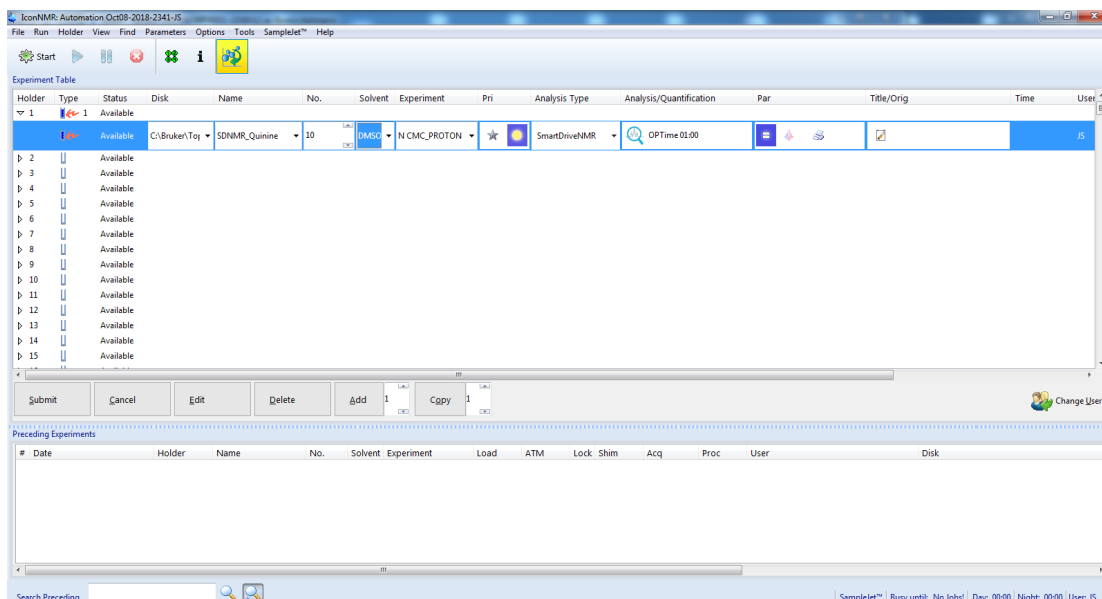 IconNMR: Automation Oct08-2018-2341-JS
File Run Holder View Find Parameters Options Tools SampleJet™ Help
Start
Experiment Table
Holder Type Status Disk Name No. Solvent Experiment Pri Analysis Type Analysis/Quantification Par Title/Orig Time User
1 1 Available
Available C:\Bruker\Top SDNMR_Quinine 10 DMSO N CMC_PROTON SmartDriveNMR OPTime 01:00 JS
2 Available
3 Available
4 Available
5 Available
6 Available
7 Available
8 Available
9 Available
10 Available
11 Available
12 Available
13 Available
14 Available
15 Available
Submit Cancel Edit Delete Add 1 Copy 1 Change User
Preceding Experiments
# Date Holder Name No. Solvent Experiment Load ATM Lock Shim Acq Proc User Disk
Search Preceding SampleJet™ Busy until: No Jobs! Day: 00:00 Night: 00:00 User: JS